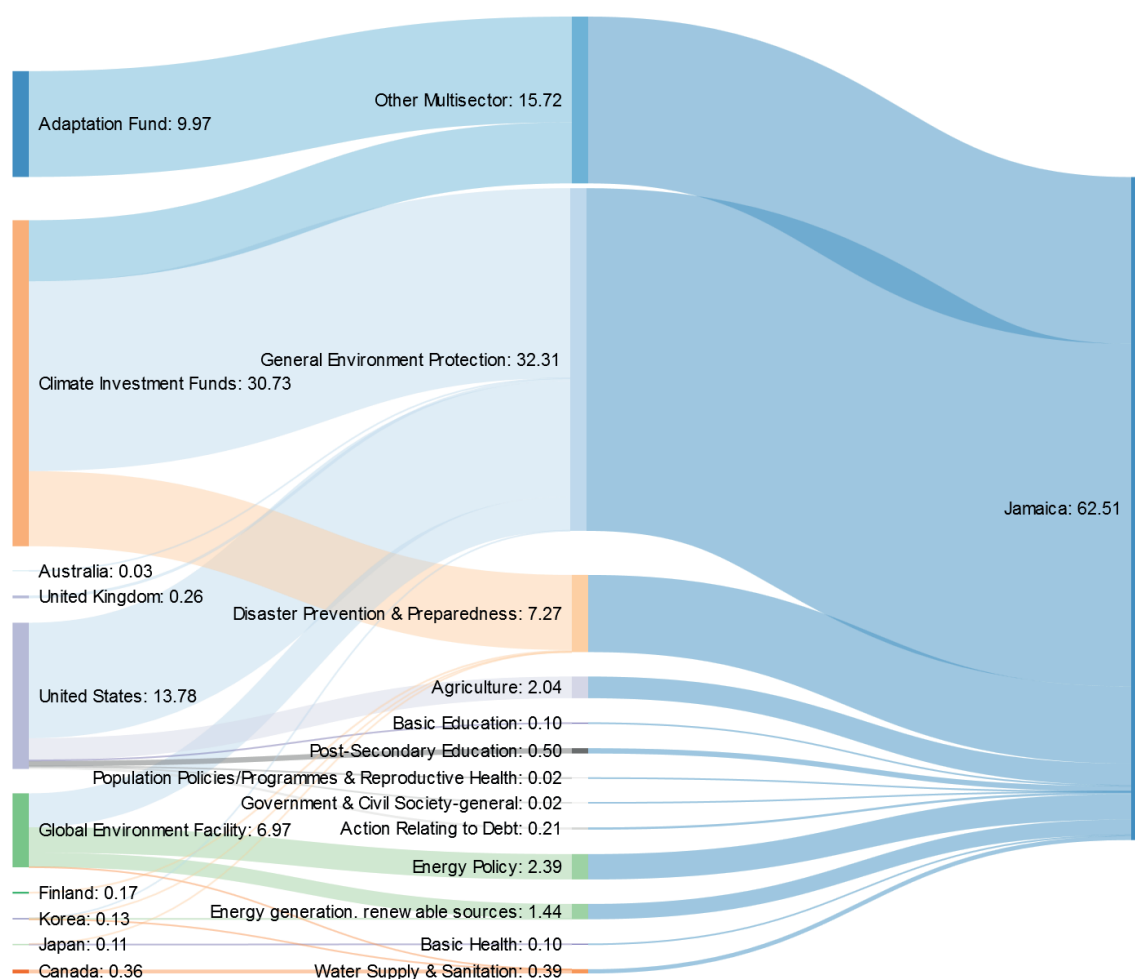 Other Multisector: 15.72
Adaptation Fund: 9.97
General Environment Protection: 32.31
Climate Investment Funds: 30.73
Jamaica: 62.51
Australia: 0.03
United Kingdom: 0.26
Disaster Prevention & Preparedness: 7.27
United States: 13.78
Agriculture: 2.04
Basic Education: 0.10
Post-Secondary Education: 0.50
Population Policies/Programmes & Reproductive Health: 0.02
Government & Civil Society-general: 0.02
Global Environment Facility: 6.97
Action Relating to Debt: 0.21
Energy Policy: 2.39
Finland: 0.17
Energy generation. renewable sources: 1.44
Korea: 0.13
Japan: 0.11
Basic Health: 0.10
Canada: 0.36
Water Supply & Sanitation: 0.39